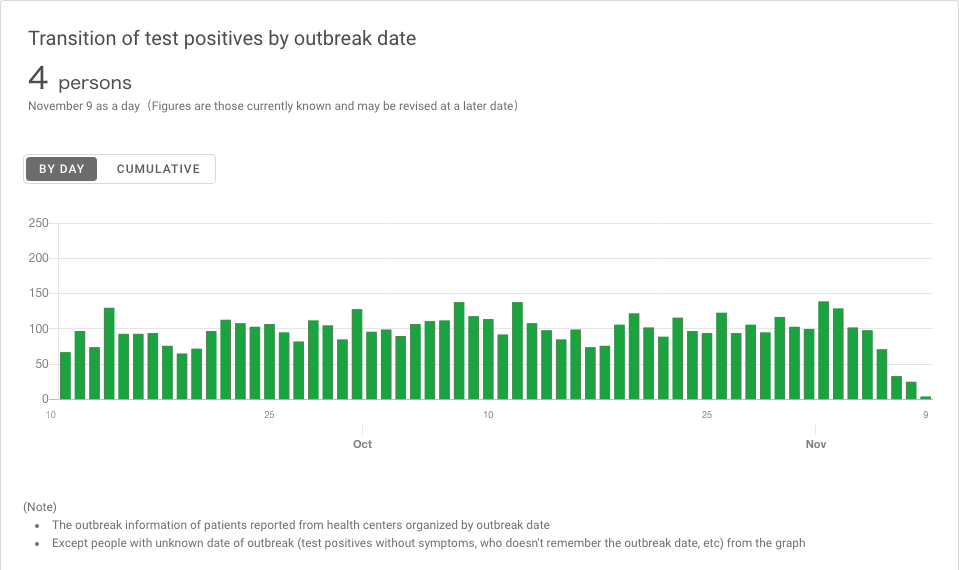 Transition of test positives by outbreak date
4 persons
November 9 as a day（Figures are those currently known and may be revised at a later date）
BY DAY CUMULATIVE
250
200
150
100
50
0
10 25 10 25 9
Oct Nov
(Note)
• The outbreak information of patients reported from health centers organized by outbreak date
• Except people with unknown date of outbreak (test positives without symptoms, who doesn't remember the outbreak date, etc) from the graph